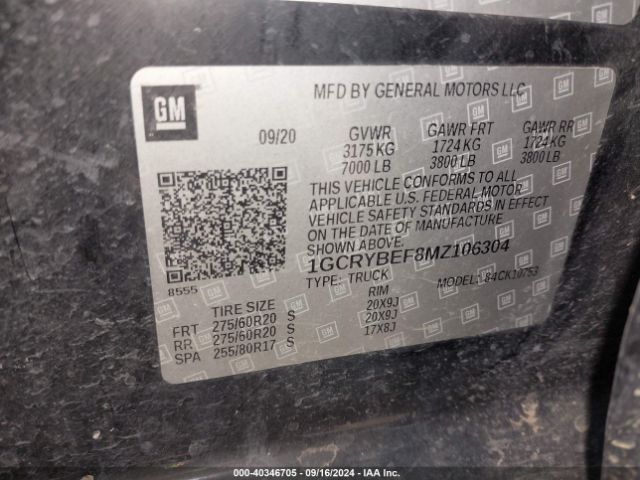 GM
MFD BY GENERAL MOTORS LLC
09/20 GVWR GAWR FRT GAWR RR
3175 KG 1724 KG 1724 KG
7000 LB 3800 LB 3800 LB
THIS VEHICLE CONFORMS TO ALL
APPLICABLE U.S. FEDERAL MOTOR
VEHICLE SAFETY STANDARDS IN EFFECT
ON THE DATE OF MANUFACTURE
SHOWN ABOVE.
1GCRYBEF8MZ106304
8555 TYPE: TRUCK MODEL: 84CK10753
TIRE SIZE RIM
FRT 275/60R20 S 20X9J
RR 275/60R20 S 20X9J
SPA 255/80R17 S 17X8J
000-40346705 - 09/16/2024 - IAA Inc.